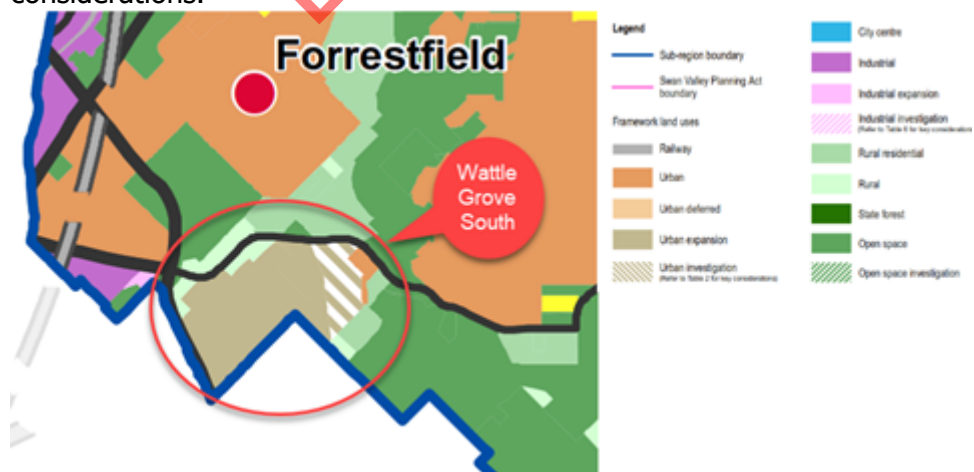 considerations.
Forrestfield
Wattle
Grove
South
Legend
Sub-region boundary
Swan Valley Planning Act
boundary
Framework land uses
Railway
Urban
Urban deferred
Urban expansion
Urban investigation
(Refer to Table 2 for key considerations)
City centre
Industrial
Industrial expansion
Industrial investigation
(Refer to Table 6 for key considerations
Rural residential
Rural
State forest
Open space
Open space investigation